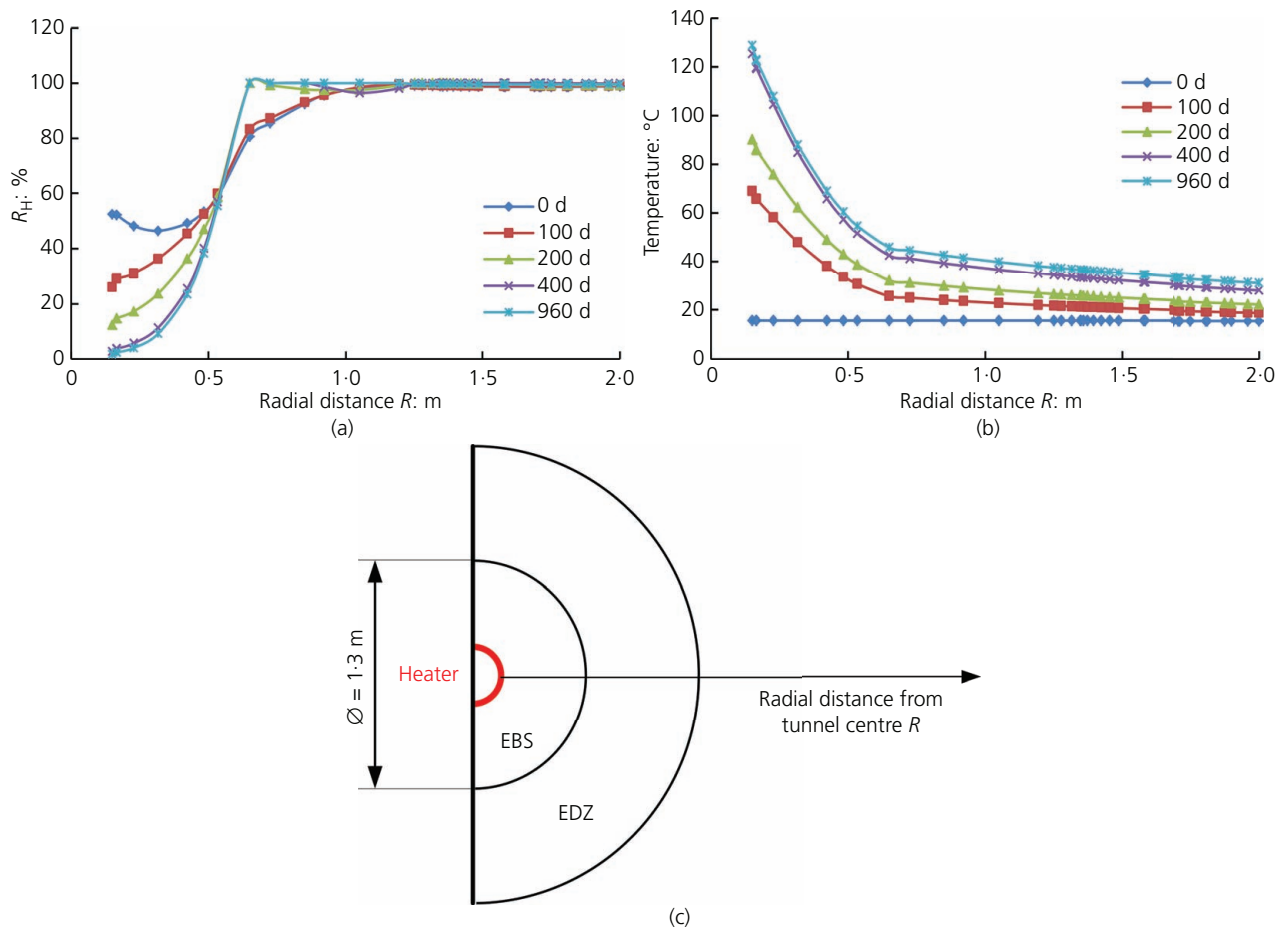 120
100
80
60
40
20
0
R_H: %
0 d
100 d
200 d
400 d
960 d
0
0·5
1·0
1·5
2·0
Radial distance R: m
(a)
140
120
100
80
60
40
20
0
Temperature: °C
0 d
100 d
200 d
400 d
960 d
0
0·5
1·0
1·5
2·0
Radial distance R: m
(b)
Ø = 1·3 m
Heater
EBS
EDZ
Radial distance from
tunnel centre R
(c)